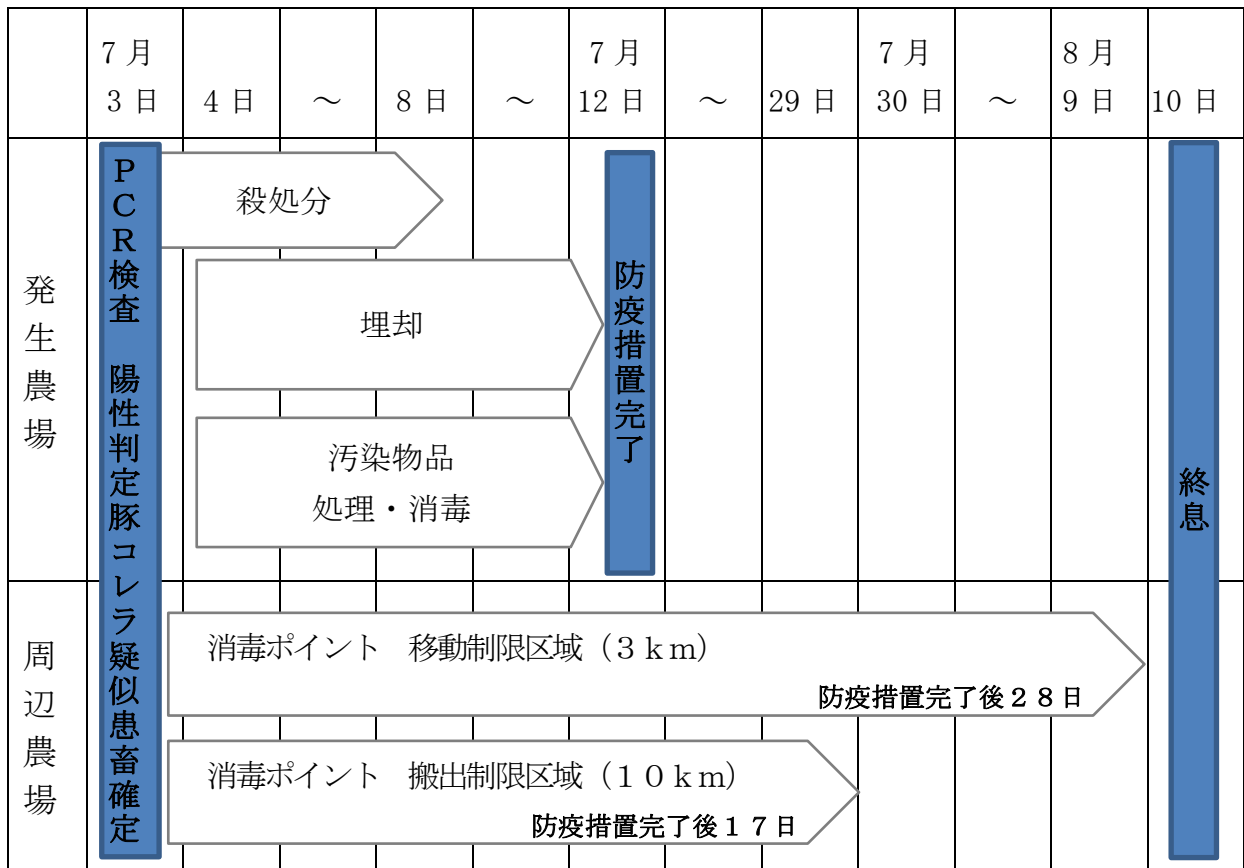 7月
3日
4日
～
8日
～
7月
12日
～
29日
7月
30日
～
8月
9日
10日
発生農場
PCR検査　陽性判定豚コレラ疑似患畜確定
殺処分
埋却
汚染物品
処理・消毒
防疫措置完了
終息
周辺農場
消毒ポイント　移動制限区域（３ｋｍ）
防疫措置完了後２８日
消毒ポイント　搬出制限区域（１０ｋｍ）
防疫措置完了後１７日